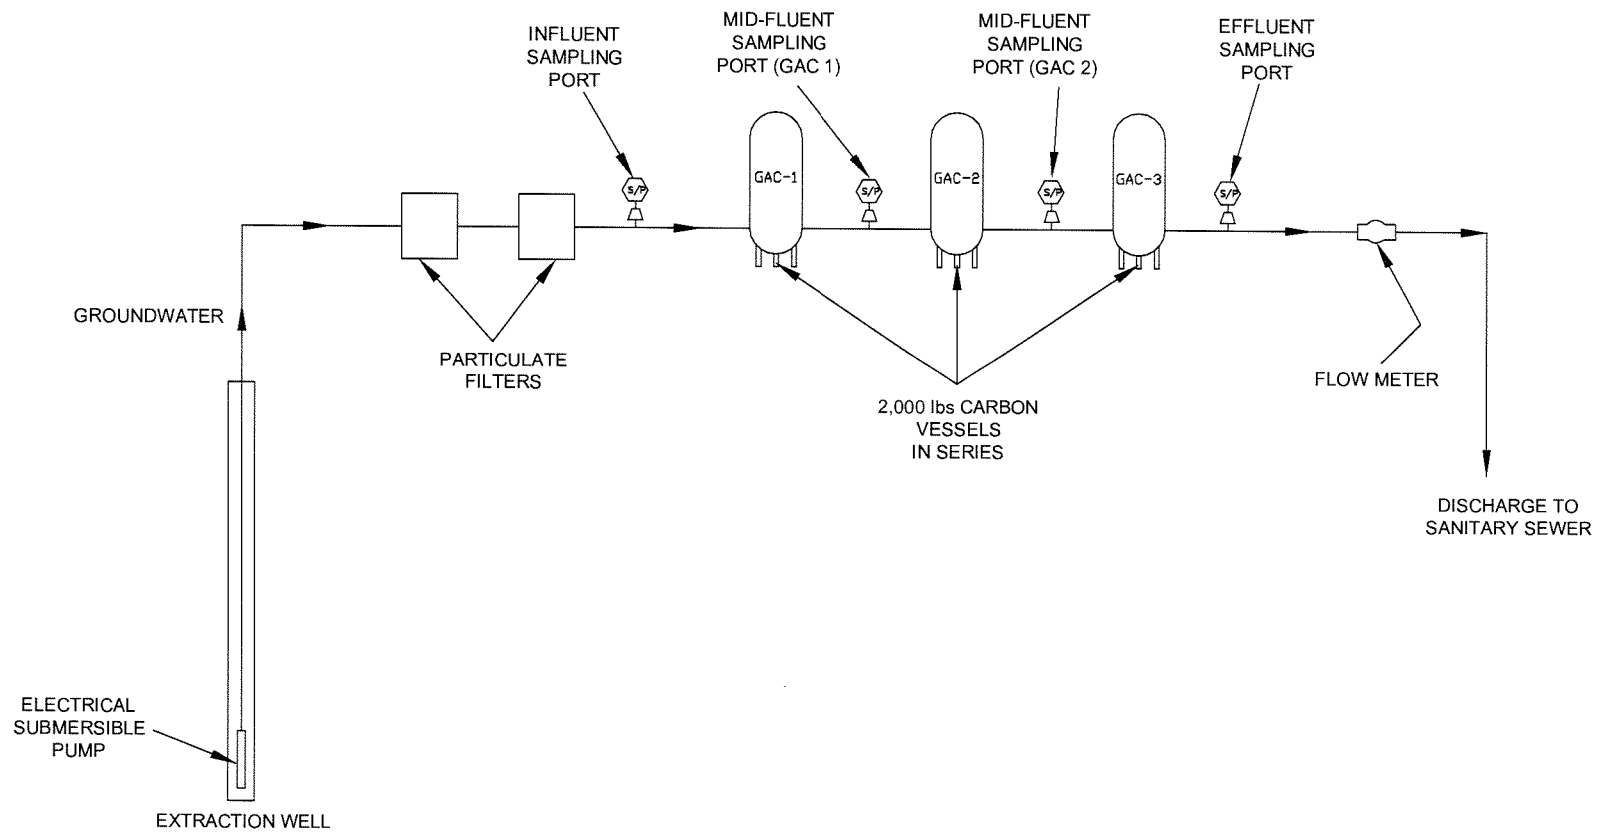 INFLUENT
SAMPLING
PORT
MID-FLUENT
SAMPLING
PORT (GAC 1)
MID-FLUENT
SAMPLING
PORT (GAC 2)
EFFLUENT
SAMPLING
PORT
S/P
GAC-1
S/P
GAC-2
S/P
GAC-3
S/P
GROUNDWATER
PARTICULATE
FILTERS
2,000 lbs CARBON
VESSELS
IN SERIES
FLOW METER
DISCHARGE TO
SANITARY SEWER
ELECTRICAL
SUBMERSIBLE
PUMP
EXTRACTION WELL